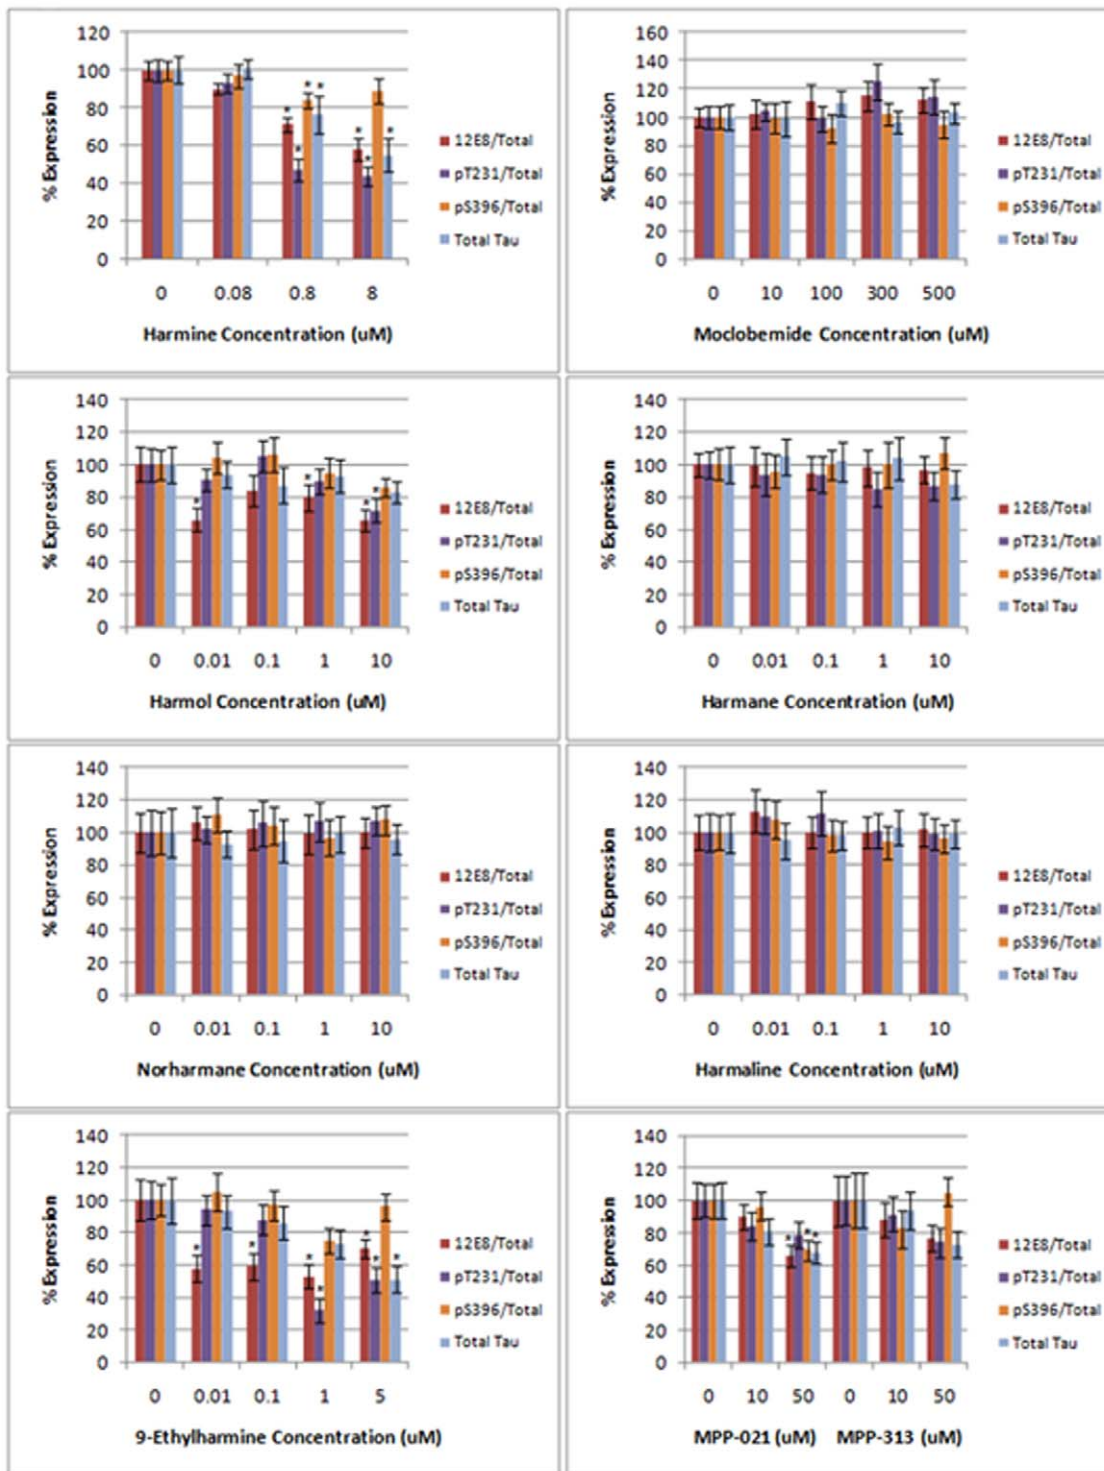 120
100
80
60
40
20
0
% Expression
* * * *
* * *
12E8/Total
pT231/Total
pS396/Total
Total Tau
0 0.08 0.8 8
Harmine Concentration (uM)
160
140
120
100
80
60
40
20
0
% Expression
12E8/Total
pT231/Total
pS396/Total
Total Tau
0 10 100 300 500
Moclobemide Concentration (uM)
140
120
100
80
60
40
20
0
% Expression
* * * *
12E8/Total
pT231/Total
pS396/Total
Total Tau
0 0.01 0.1 1 10
Harmol Concentration (uM)
140
120
100
80
60
40
20
0
% Expression
12E8/Total
pT231/Total
pS396/Total
Total Tau
0 0.01 0.1 1 10
Harmane Concentration (uM)
140
120
100
80
60
40
20
0
% Expression
12E8/Total
pT231/Total
pS396/Total
Total Tau
0 0.01 0.1 1 10
Norharmane Concentration (uM)
140
120
100
80
60
40
20
0
% Expression
12E8/Total
pT231/Total
pS396/Total
Total Tau
0 0.01 0.1 1 10
Harmaline Concentration (uM)
140
120
100
80
60
40
20
0
% Expression
* * * * * * *
12E8/Total
pT231/Total
pS396/Total
Total Tau
0 0.01 0.1 1 5
9-Ethylharmine Concentration (uM)
140
120
100
80
60
40
20
0
% Expression
* * *
12E8/Total
pT231/Total
pS396/Total
Total Tau
0 10 50 0 10 50
MPP-021 (uM) MPP-313 (uM)